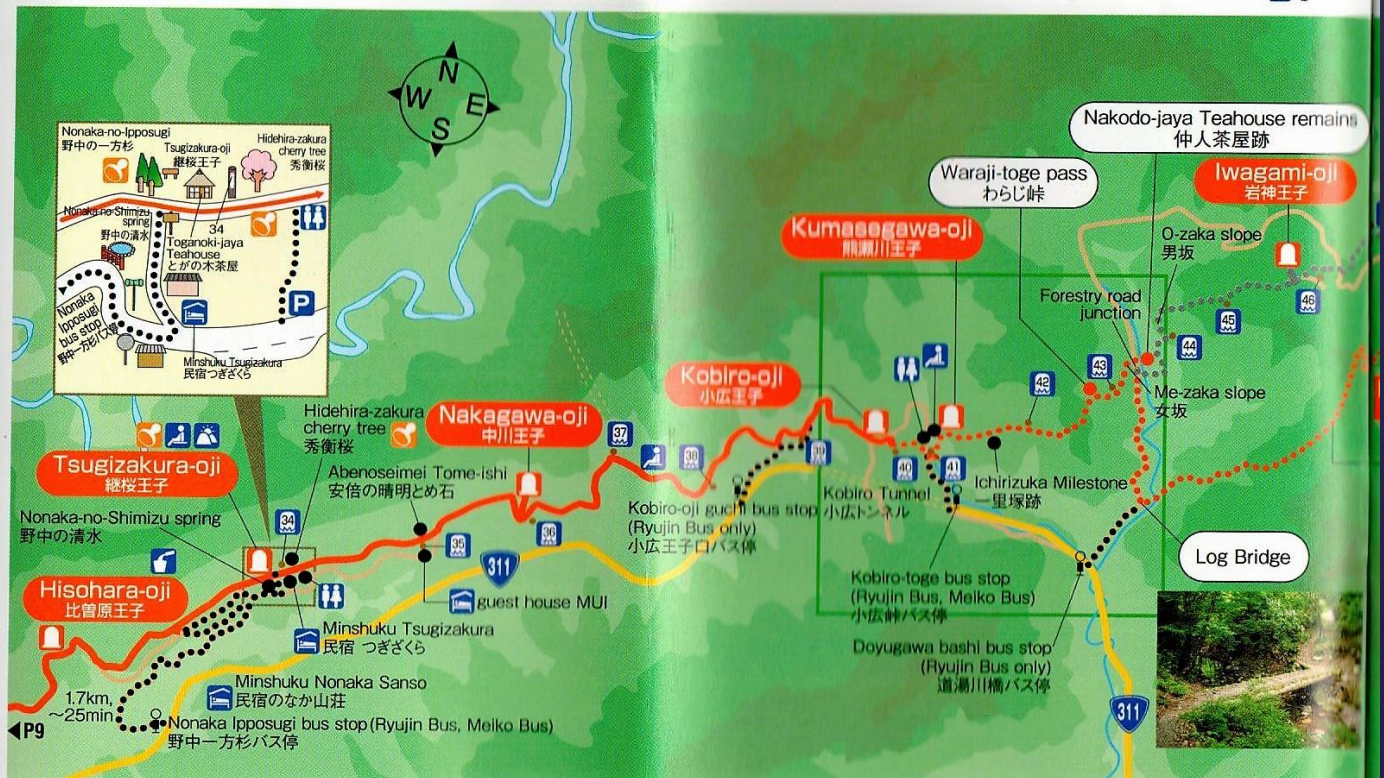 N
W
E
S
Nonaka-no-Ipposugi
野中の一方杉
Tsugizakura-oji
継桜王子
Hidehira-zakura
cherry tree
秀衡桜
Nonaka no Shimizu
spring
野中の清水
34
Toganoki-jaya
Teahouse
とがの木茶屋
P
Nonaka
Ipposugi
bus stop
野中一方杉バス停
Minshuku Tsugizakura
民宿つぎざくら
Nakodo-jaya Teahouse remains
仲人茶屋跡
Waraji-toge pass
わらじ峠
Iwagami-oji
岩神王子
Kumasegawa-oji
熊瀬川王子
O-zaka slope
男坂
Forestry road
junction
46
45
44
43
42
Me-zaka slope
女坂
Kobiro-oji
小広王子
Hidehira-zakura
cherry tree
秀衡桜
Nakagawa-oji
中川王子
37
38
39
40
41
Tsugizakura-oji
継桜王子
Abenoseimei Tome-ishi
安倍の晴明とめ石
Ichirizuka Milestone
一里塚跡
Kobiro Tunnel
小広トンネル
Kobiro-oji guchi bus stop
(Ryujin Bus only)
小広王子口バス停
Nonaka-no-Shimizu spring
野中の清水
34
35
36
311
Log Bridge
Hisohara-oji
比曽原王子
guest house MUI
Kobiro-toge bus stop
(Ryujin Bus, Meiko Bus)
小広峠バス停
Minshuku Tsugizakura
民宿 つぎざくら
Doyugawa bashi bus stop
(Ryujin Bus only)
道湯川橋バス停
Minshuku Nonaka Sanso
民宿のなか山荘
1.7km,
~25min
311
◀P9
Nonaka Ipposugi bus stop (Ryujin Bus, Meiko Bus)
野中一方杉バス停